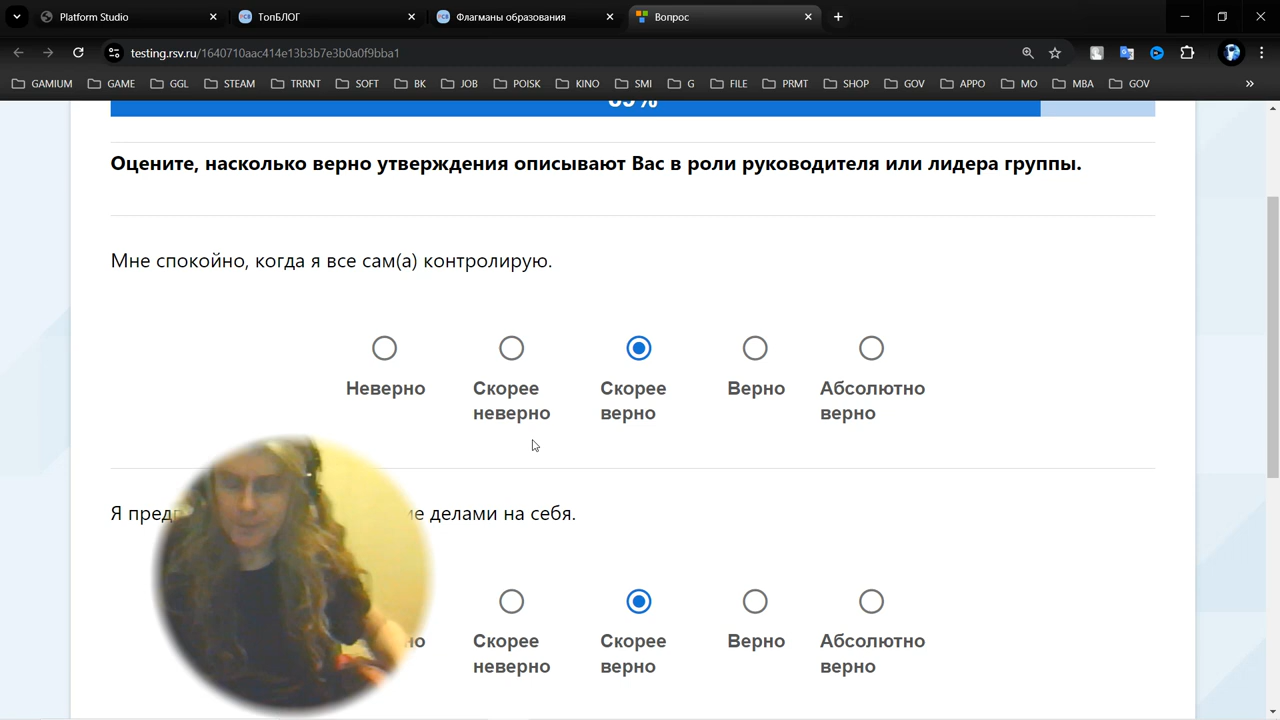 Platform Studio
ТопБЛОГ
Флагманы образования
Вопрос
testing.rsv.ru/1640710aac414e13b3b7e3b0a0f9bba1
GAMIUM GAME GGL STEAM TRRNT SOFT BK JOB POISK KINO SMI G FILE PRMT SHOP GOV APPO MO MBA GOV
89%
Оцените, насколько верно утверждения описывают Вас в роли руководителя или лидера группы.
Мне спокойно, когда я все сам(а) контролирую.
Неверно
Скорее неверно
Скорее верно
Верно
Абсолютно верно
Я делами на себя.
Скорее неверно
Скорее верно
Верно
Абсолютно верно